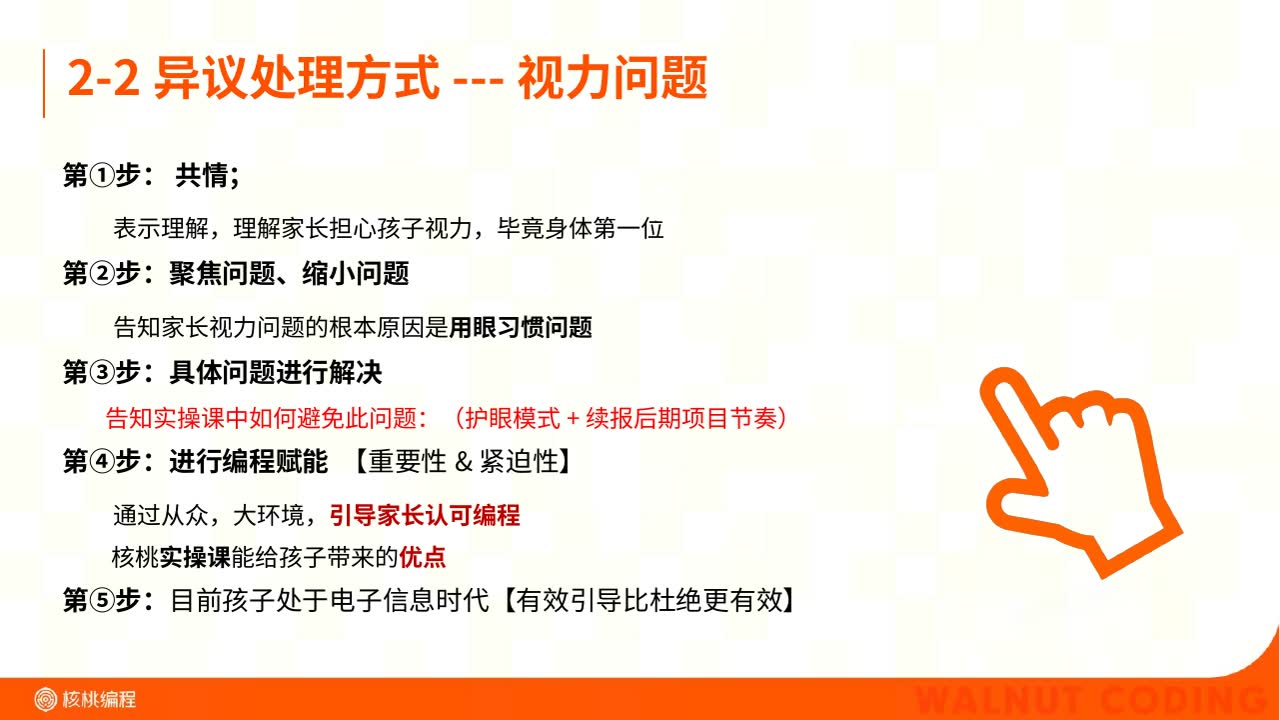 2-2 异议处理方式 --- 视力问题
第①步： 共情；
表示理解，理解家长担心孩子视力，毕竟身体第一位
第②步：聚焦问题、缩小问题
告知家长视力问题的根本原因是用眼习惯问题
第③步：具体问题进行解决
告知实操课中如何避免此问题：（护眼模式 + 续报后期项目节奏）
第④步：进行编程赋能 【重要性 & 紧迫性】
通过从众，大环境，引导家长认可编程
核桃实操课能给孩子带来的优点
第⑤步：目前孩子处于电子信息时代【有效引导比杜绝更有效】
核桃编程
WALNUT CODING